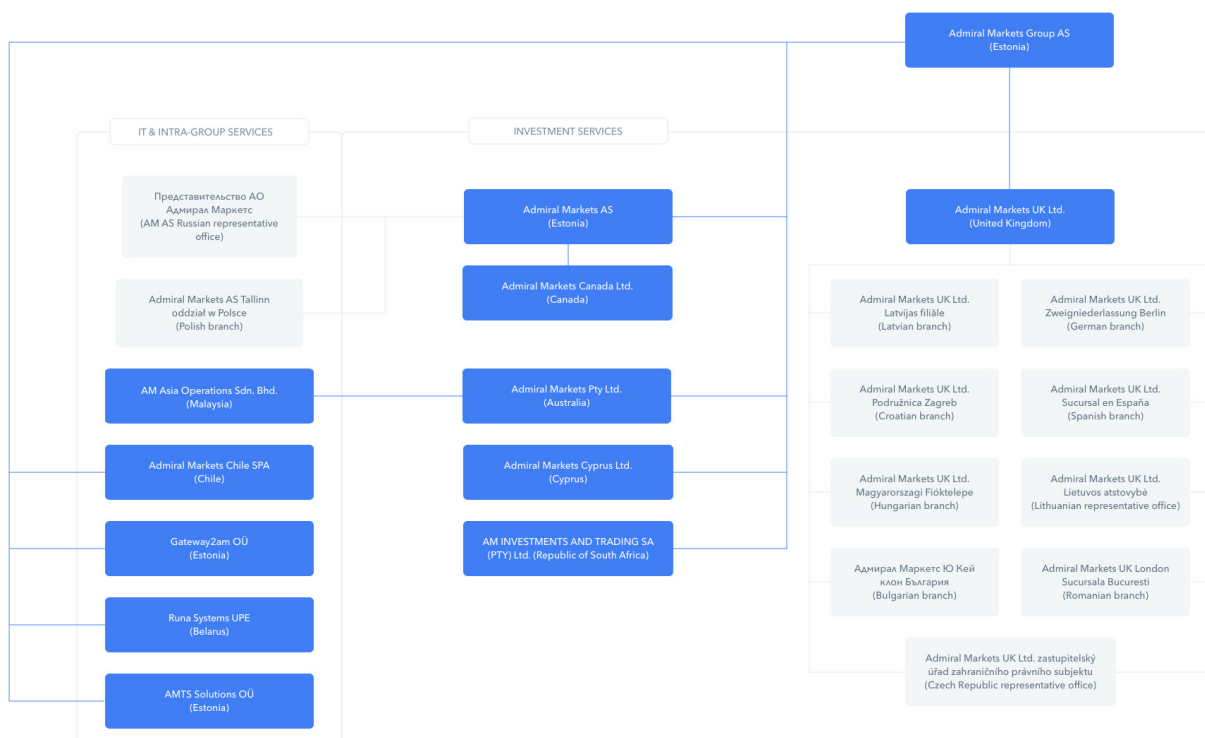 Admiral Markets Group AS
(Estonia)
IT & INTRA-GROUP SERVICES
INVESTMENT SERVICES
Представительство АО
Адмирал Маркетс
(AM AS Russian representative
office)
Admiral Markets AS
(Estonia)
Admiral Markets UK Ltd.
(United Kingdom)
Admiral Markets AS Tallinn
oddział w Polsce
(Polish branch)
Admiral Markets Canada Ltd.
(Canada)
Admiral Markets UK Ltd.
Latvijas filiāle
(Latvian branch)
Admiral Markets UK Ltd.
Zweigniederlassung Berlin
(German branch)
AM Asia Operations Sdn. Bhd.
(Malaysia)
Admiral Markets Pty Ltd.
(Australia)
Admiral Markets UK Ltd.
Podružnica Zagreb
(Croatian branch)
Admiral Markets UK Ltd.
Sucursal en España
(Spanish branch)
Admiral Markets Chile SPA
(Chile)
Admiral Markets Cyprus Ltd.
(Cyprus)
Admiral Markets UK Ltd.
Magyarorszagi Fióktelepe
(Hungarian branch)
Admiral Markets UK Ltd.
Lietuvos atstovybė
(Lithuanian representative office)
Gateway2am OÜ
(Estonia)
AM INVESTMENTS AND TRADING SA
(PTY) Ltd. (Republic of South Africa)
Адмирал Маркетс Ю Кей
клон България
(Bulgarian branch)
Admiral Markets UK London
Sucursala Bucuresti
(Romanian branch)
Runa Systems UPE
(Belarus)
Admiral Markets UK Ltd. zastupitelský
úřad zahraničního právního subjektu
(Czech Republic representative office)
AMTS Solutions OÜ
(Estonia)